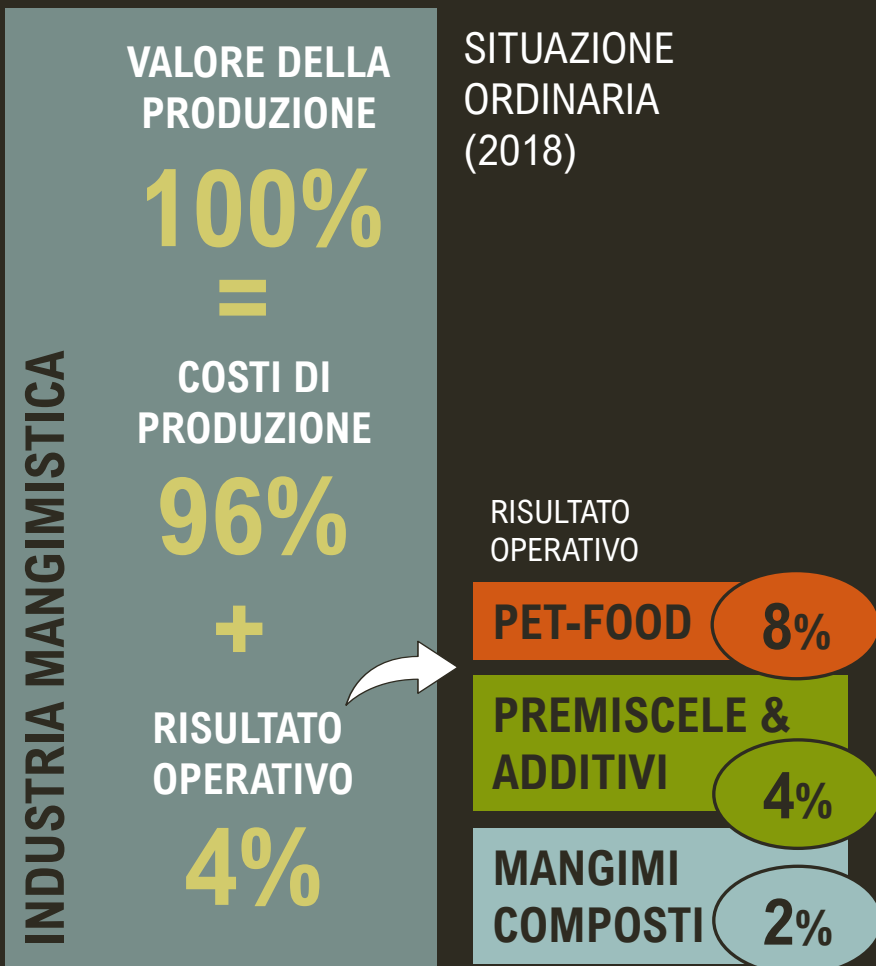 INDUSTRIA MANGIMISTICA
VALORE DELLA
PRODUZIONE
100%
=
COSTI DI
PRODUZIONE
96%
+
RISULTATO
OPERATIVO
4%
SITUAZIONE
ORDINARIA
(2018)
RISULTATO
OPERATIVO
PET-FOOD 8%
PREMISCELE &
ADDITIVI
4%
MANGIMI
COMPOSTI 2%